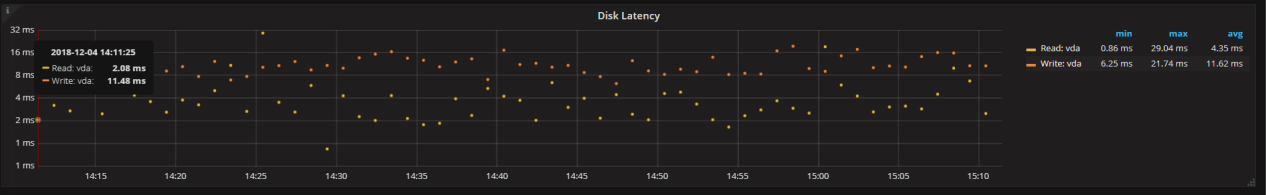 i
Disk Latency
32 ms
16 ms
8 ms
4 ms
2 ms
1 ms
1 ms
2018-12-04 14:11:25
Read: vda: 2.08 ms
Write: vda: 11.48 ms
14:15 14:20 14:25 14:30 14:35 14:40 14:45 14:50 14:55 15:00 15:05 15:10
min max avg
Read: vda 0.86 ms 29.04 ms 4.35 ms
Write: vda 6.25 ms 21.74 ms 11.62 ms